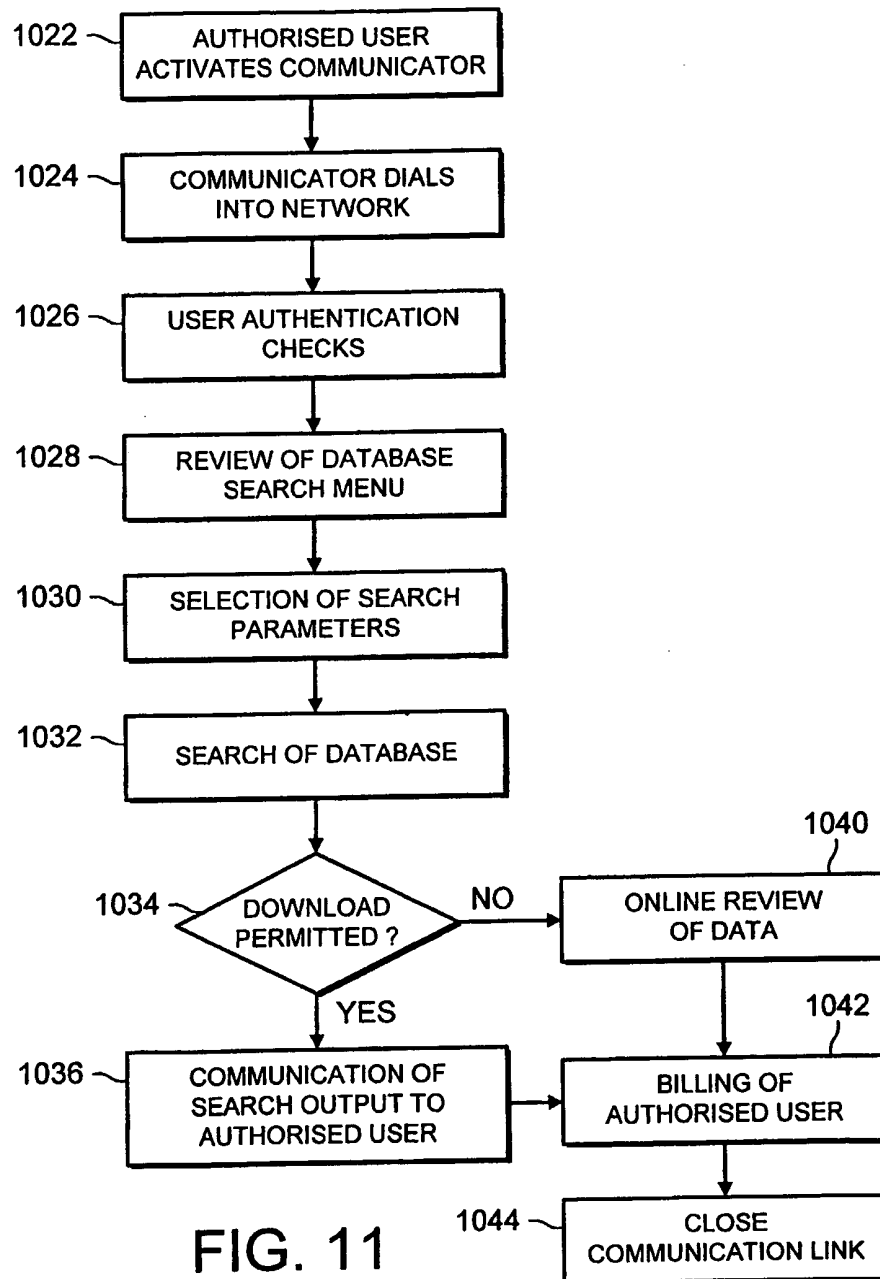 1022
AUTHORISED USER
ACTIVATES COMMUNICATOR
1024
COMMUNICATOR DIALS
INTO NETWORK
1026
USER AUTHENTICATION
CHECKS
1028
REVIEW OF DATABASE
SEARCH MENU
1030
SELECTION OF SEARCH
PARAMETERS
1032
SEARCH OF DATABASE
1034
DOWNLOAD
PERMITTED ?
NO
1040
ONLINE REVIEW
OF DATA
YES
1036
COMMUNICATION OF
SEARCH OUTPUT TO
AUTHORISED USER
1042
BILLING OF
AUTHORISED USER
1044
CLOSE
COMMUNICATION LINK
FIG. 11